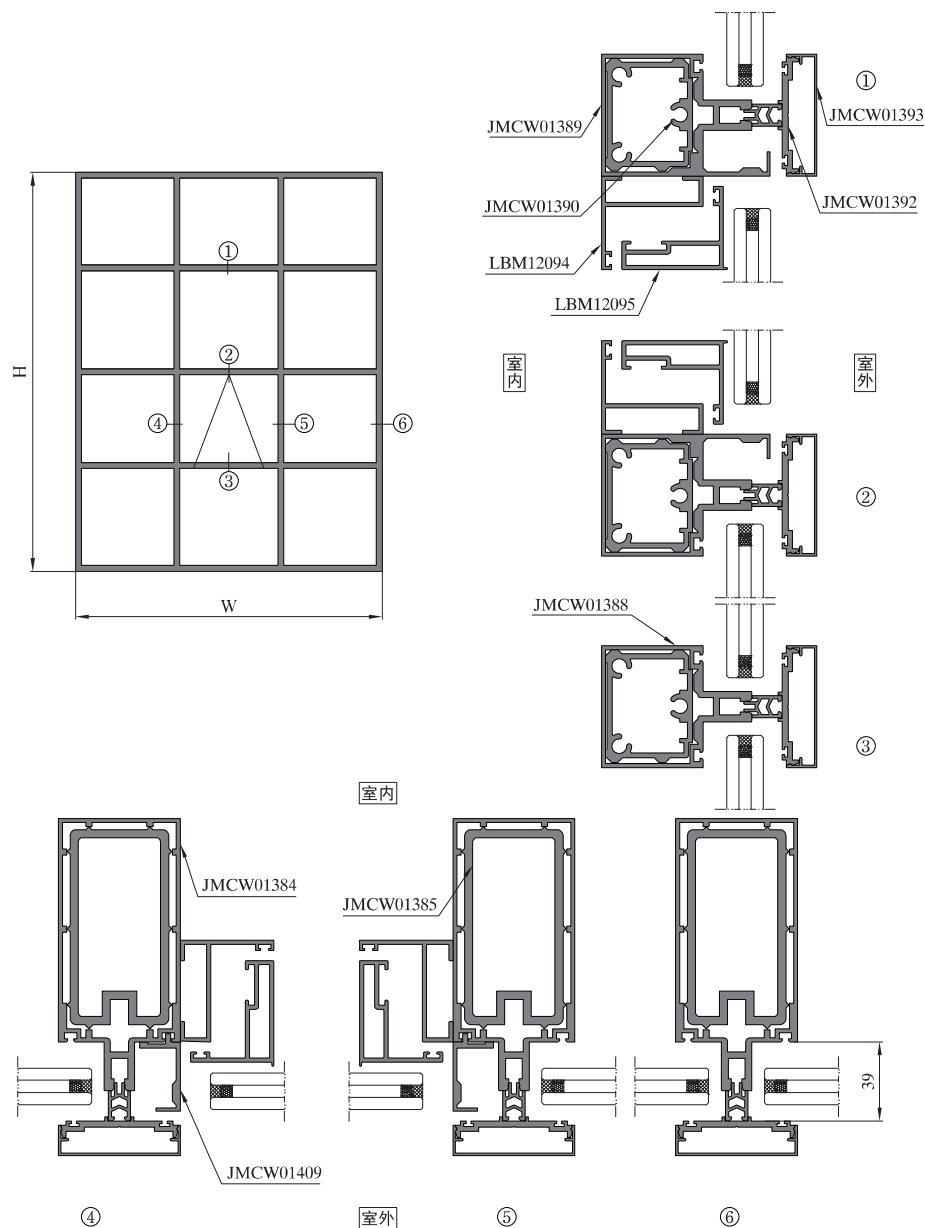 ①
JMCW01389
JMCW01393
JMCW01390
JMCW01392
LBM12094
LBM12095
①
②
④
⑤
⑥
③
H
W
室内
室外
②
JMCW01388
③
室内
JMCW01384
JMCW01385
39
JMCW01409
④
室外
⑤
⑥